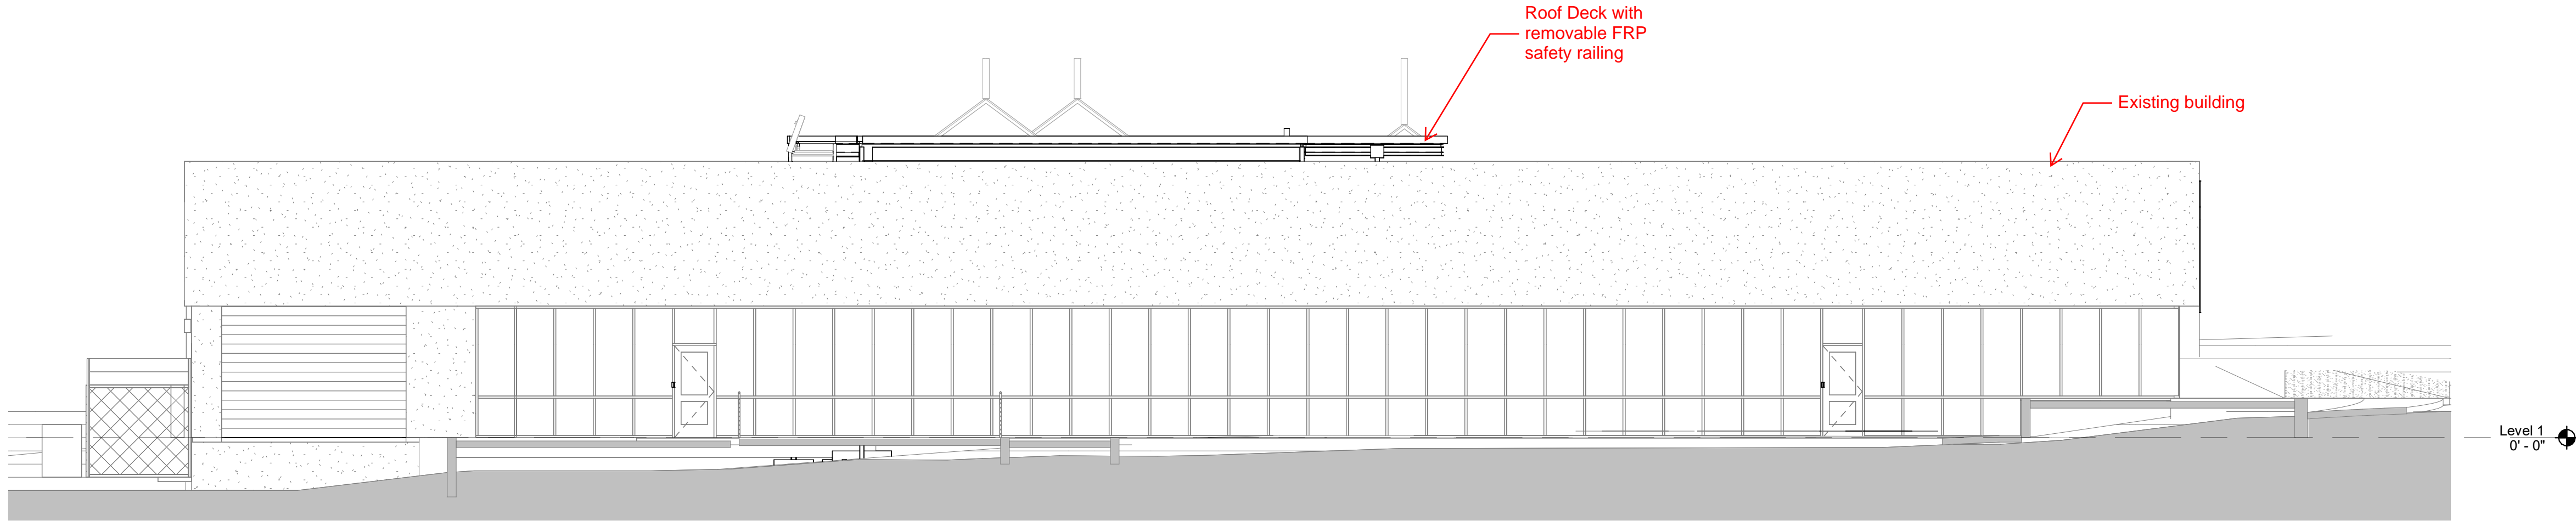 Roof Deck with
removable FRP
safety railing
Existing building
Level 1
0' - 0"